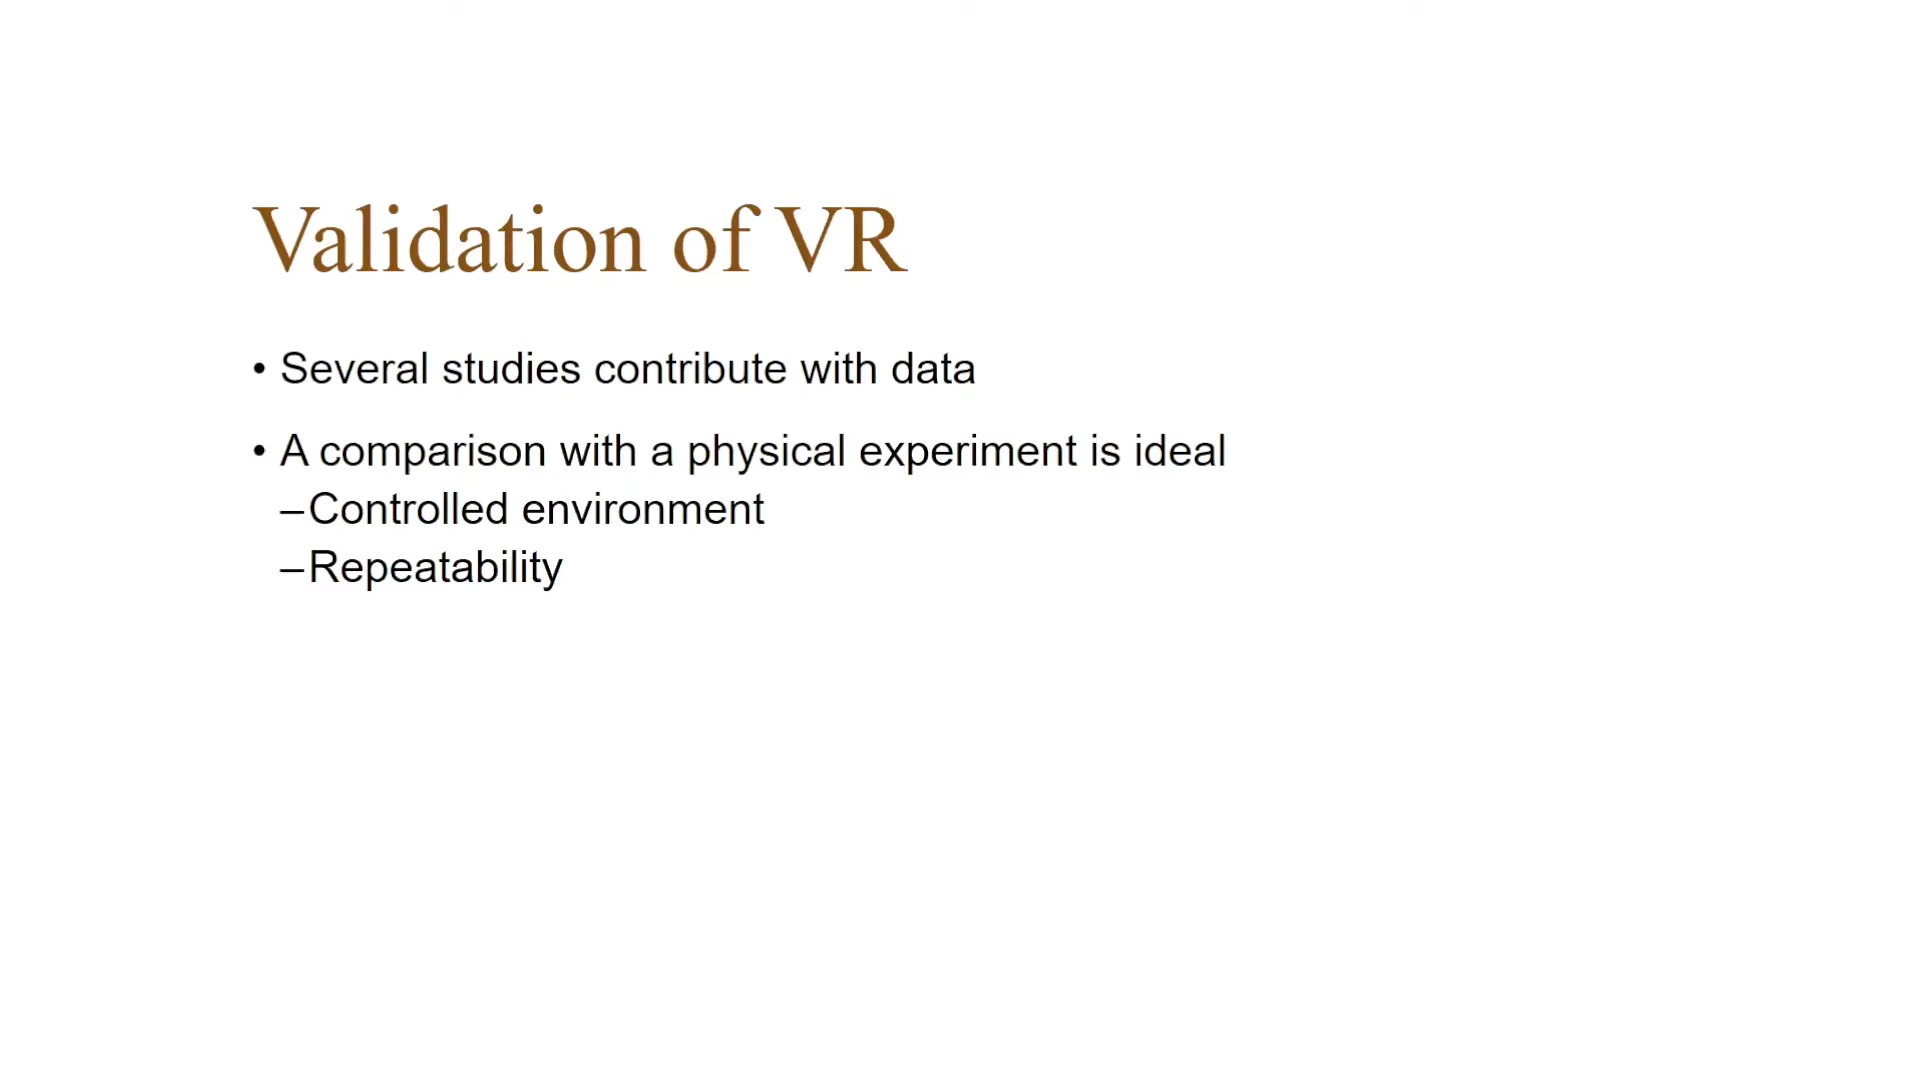 Validation of VR
• Several studies contribute with data
• A comparison with a physical experiment is ideal
–Controlled environment
–Repeatability